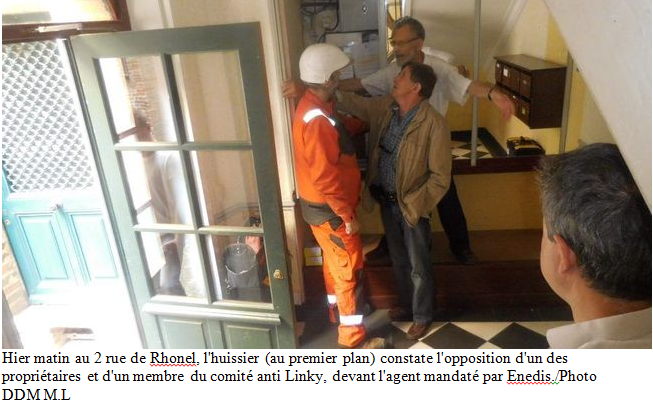 Hier matin au 2 rue de Rhonel, l'huissier (au premier plan) constate l'opposition d'un des
propriétaires et d'un membre du comité anti Linky, devant l'agent mandaté par Enedis./Photo
DDM M.L